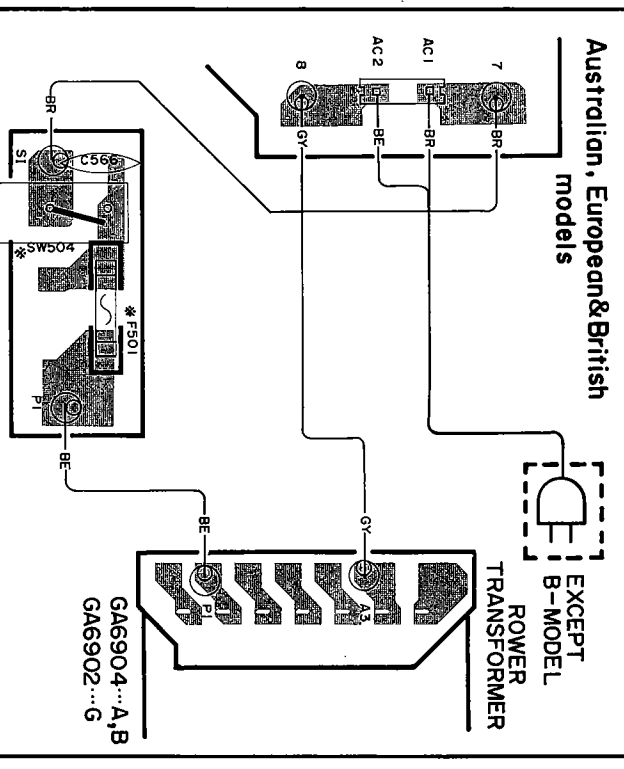 Australian, European&British
models
8
AC2
AC1
7
GY
BE
BR
BR
BR
S1
C566
※SW504
※F501
P1
BE
BE
GY
P1
A3
EXCEPT
B-MODEL
ROWER
TRANSFORMER
GA6904···A,B
GA6902···G